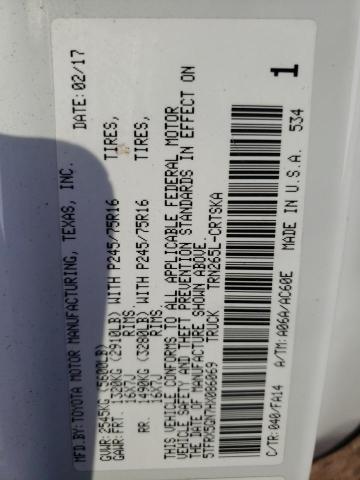 MFD.BY:TOYOTA MOTOR MANUFACTURING, TEXAS, INC. DATE: 02/17
GVWR: 2545KG (5600LB)
GAWR:FRT. 1320KG (2910LB) WITH P245/75R16 TIRES,
16X7J RIMS
RR. 1490KG (3280LB) WITH P245/75R16 TIRES,
16X7J RIMS
THIS VEHICLE CONFORMS TO ALL APPLICABLE FEDERAL MOTOR
VEHICLE SAFETY AND THEFT PREVENTION STANDARDS IN EFFECT ON
THE DATE OF MANUFACTURE SHOWN ABOVE.
5TFRX5GN7HX086069 TRUCK TRN265L-CRTSKA
1
C/TR:040/FA14 A/TM:A06A/AC60E MADE IN U.S.A. 534